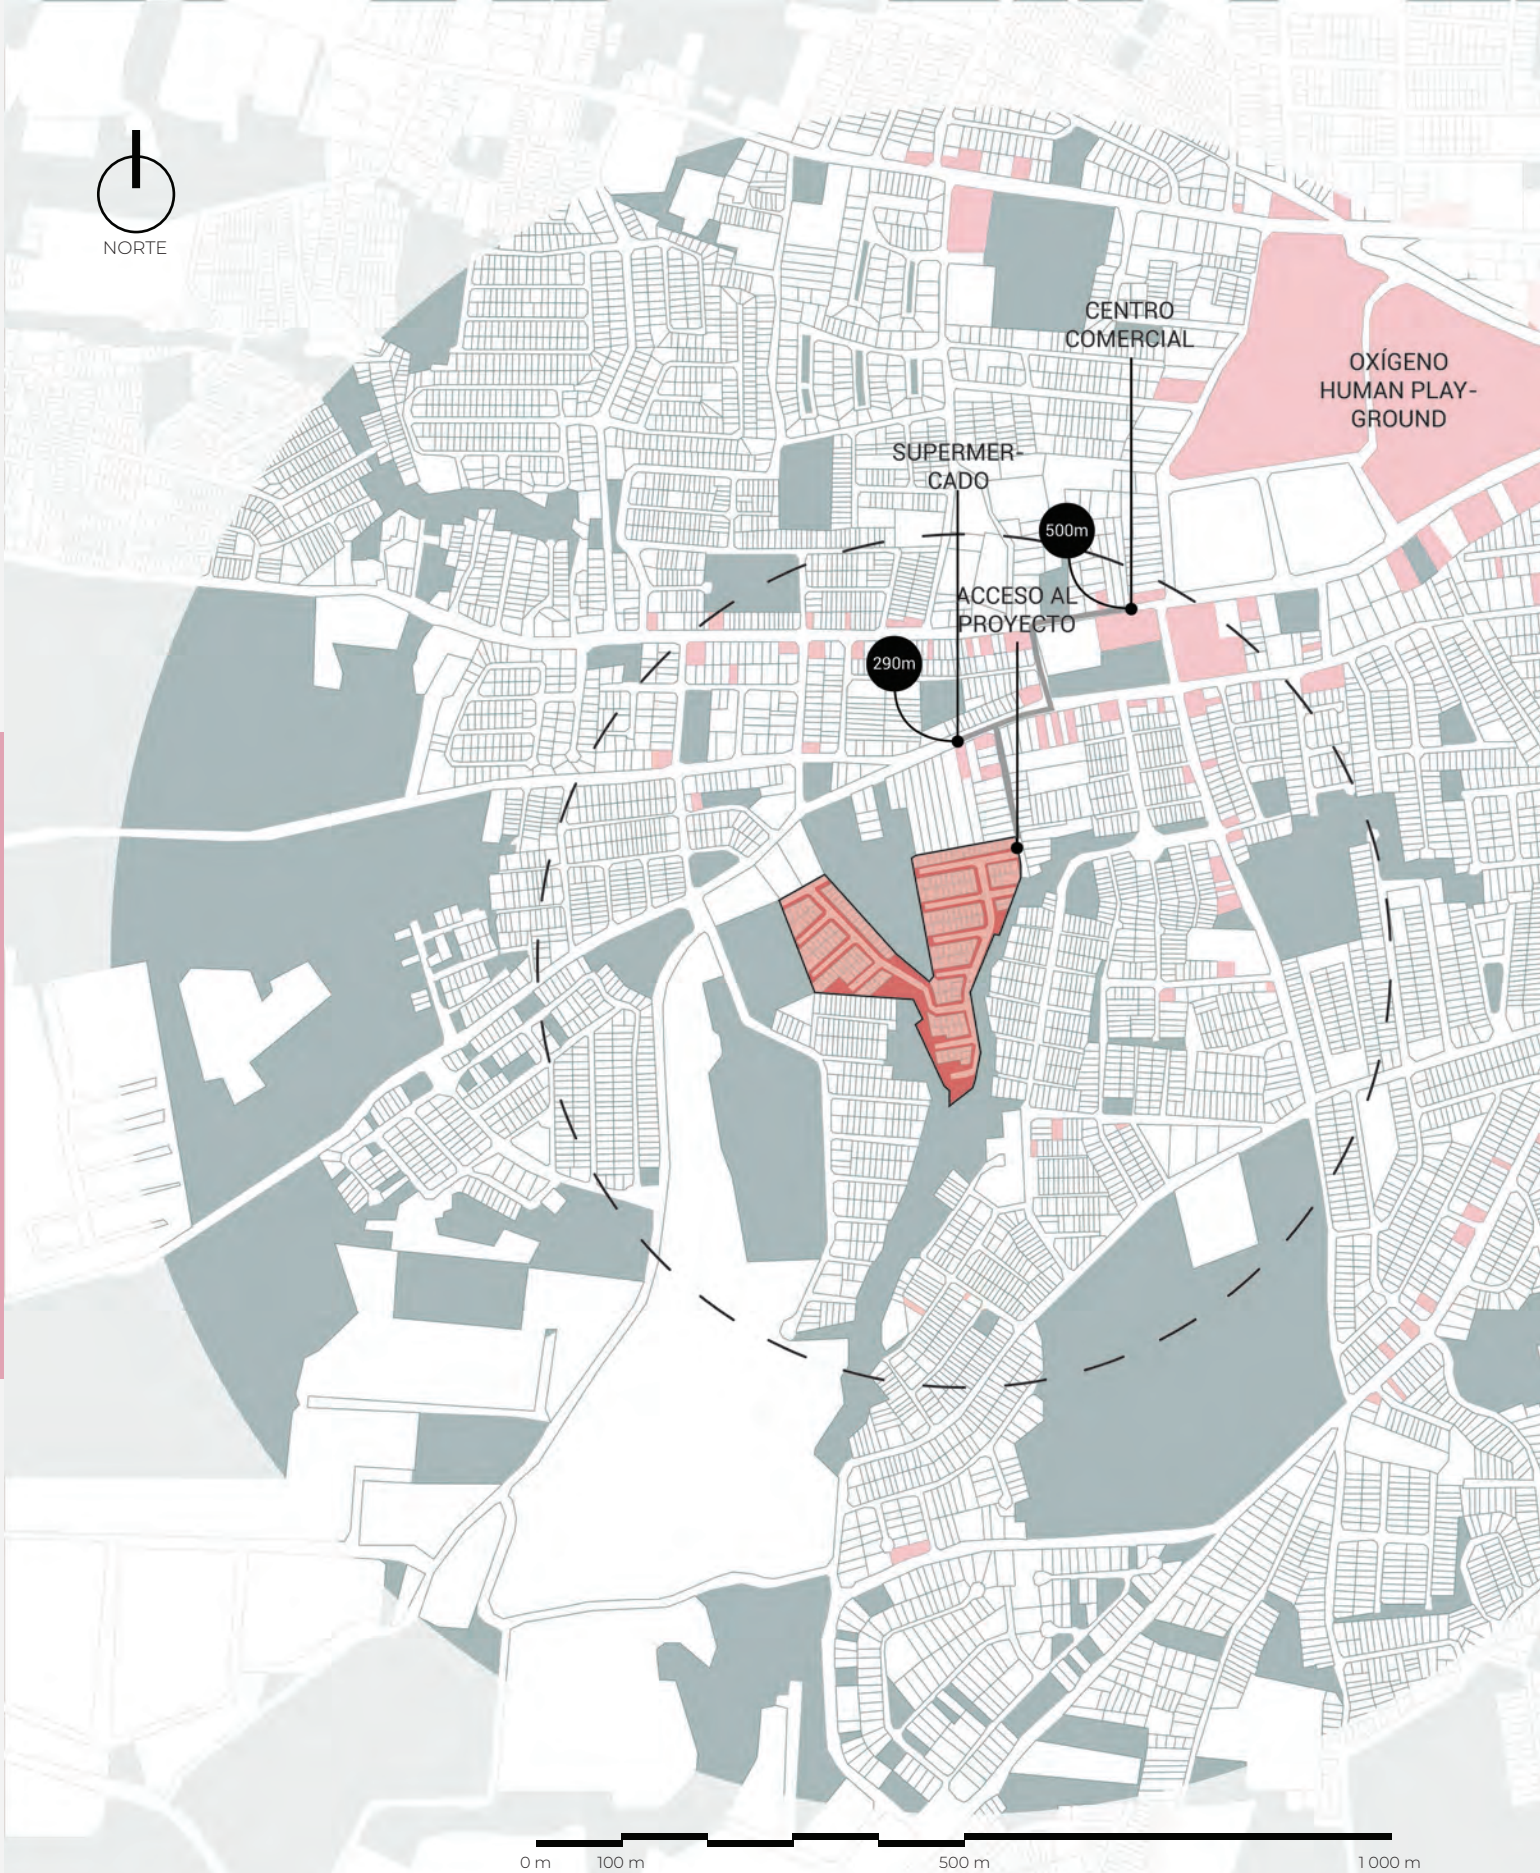 NORTE
CENTRO
COMERCIAL
OXÍGENO
HUMAN PLAY-
GROUND
SUPERMER-
CADO
500m
ACCESO AL
PROYECTO
290m
0 m 100 m 500 m 1 000 m